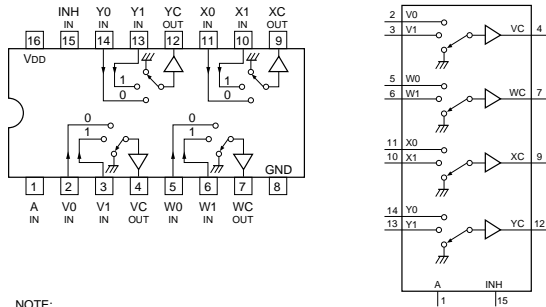 INH Y0 Y1 YC X0 X1 XC
IN IN IN OUT IN IN OUT
16 15 14 13 12 11 10 9
VDD
1 1
0 0
0 0
1 1
GND
1 2 3 4 5 6 7 8
A V0 V1 VC W0 W1 WC
IN IN IN OUT IN IN OUT
2 V0
3 V1 VC 4
5 W0
6 W1 WC 7
11 X0
10 X1 XC 9
14 Y0
13 Y1 YC 12
A INH
1 15
NOTE: